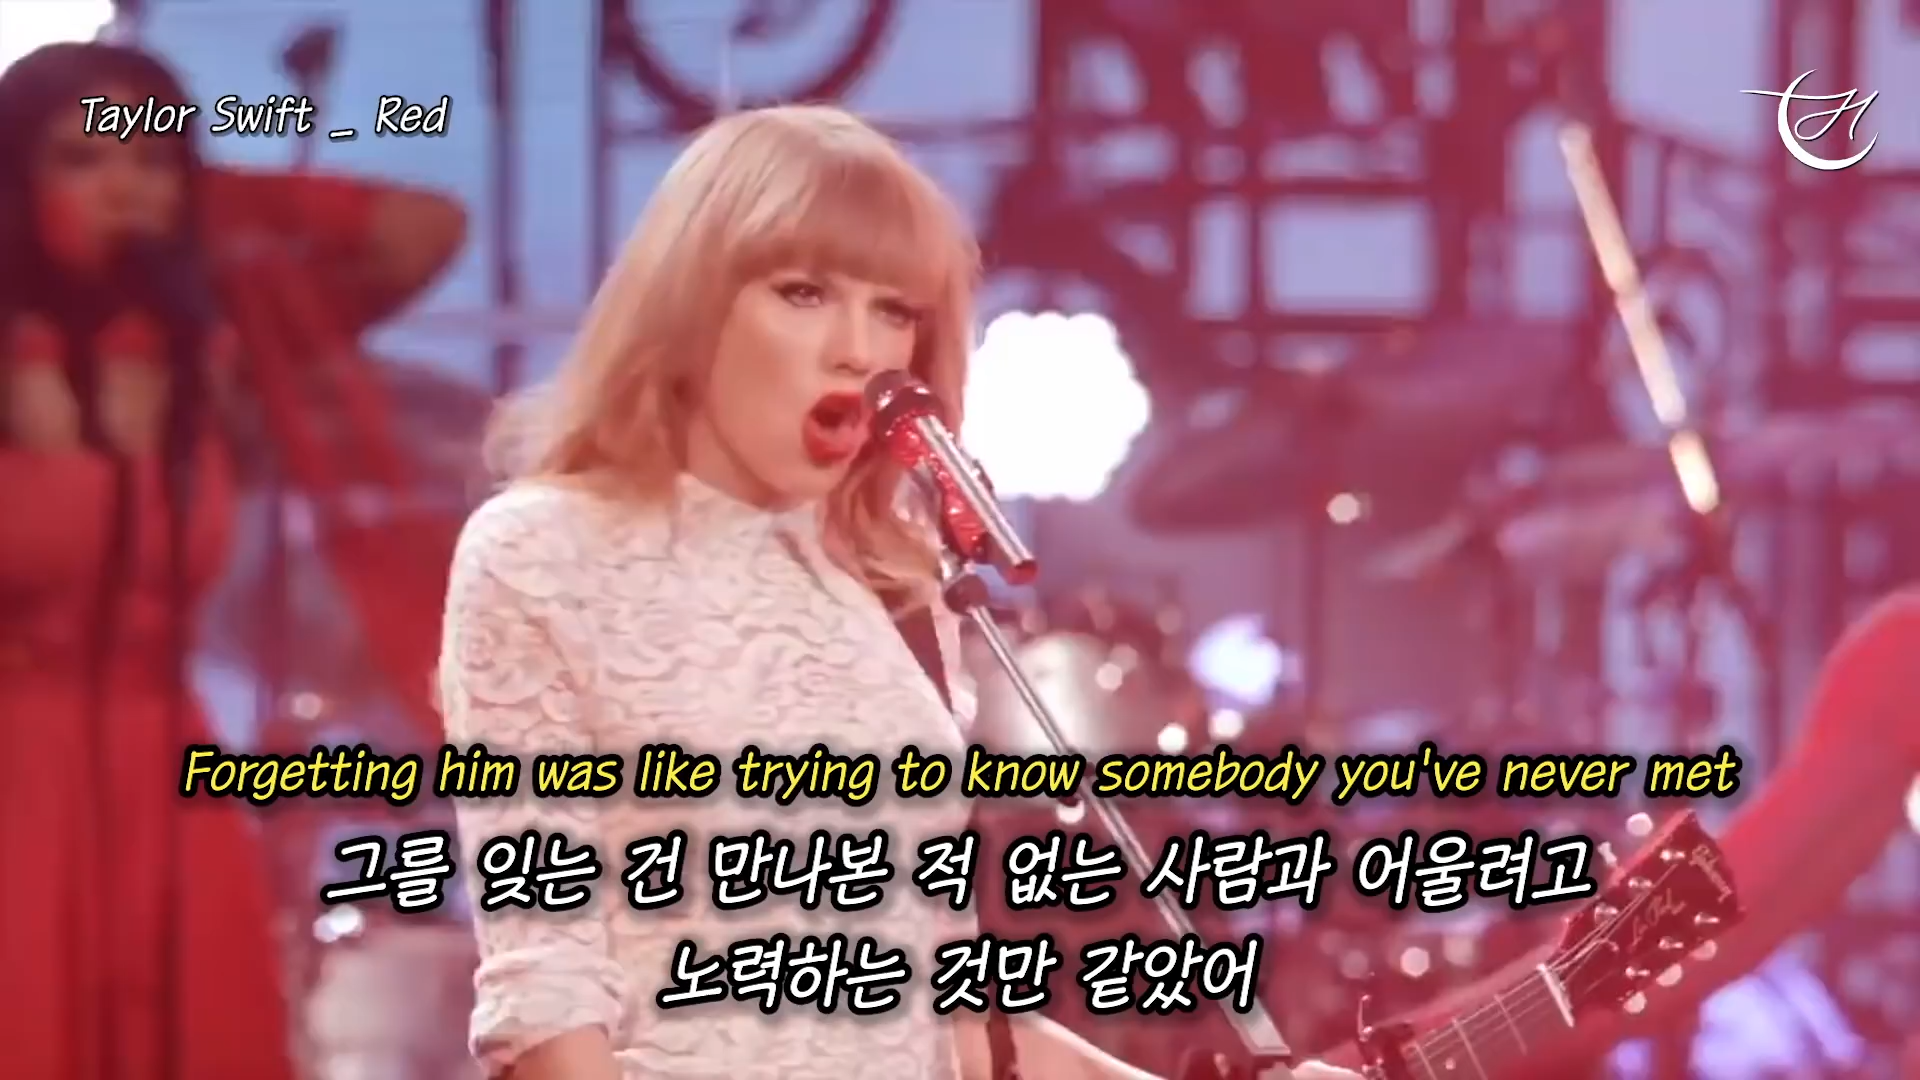 Taylor Swift _ Red
Forgetting him was like trying to know somebody you've never met
그를 잊는 건 만나본 적 없는 사람과 어울려고
노력하는 것만 같았어